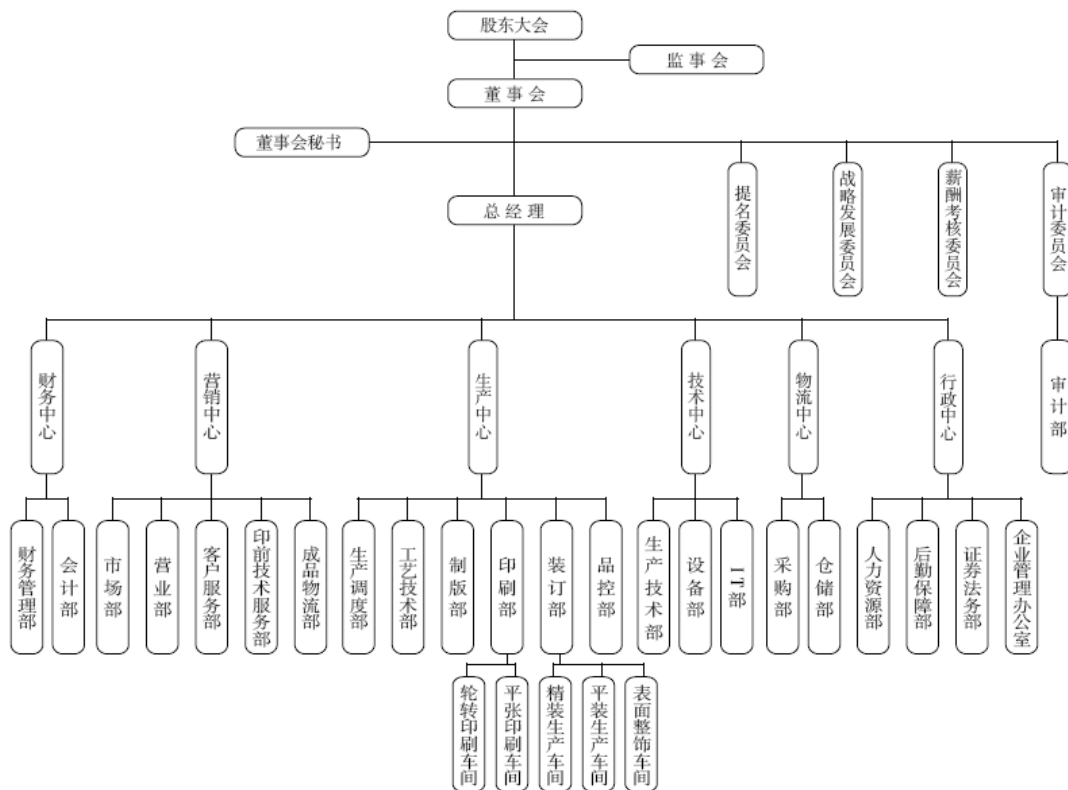 股东大会
监 事 会
董 事 会
董事会秘书
总 经 理
提名委员会
战略发展委员会
薪酬考核委员会
审计委员会
财务中心
营销中心
生产中心
技术中心
物流中心
行政中心
审计部
财务管理部
会计部
市场部
营业部
客户服务部
印前技术服务部
成品物流部
生产调度部
工艺技术部
制版部
印刷部
装订部
品控部
生产技术部
设备部
IT部
采购部
仓储部
人力资源部
后勤保障部
证券法务部
企业管理办公室
轮转印刷车间
平张印刷车间
精装生产车间
平装生产车间
表面整饰车间